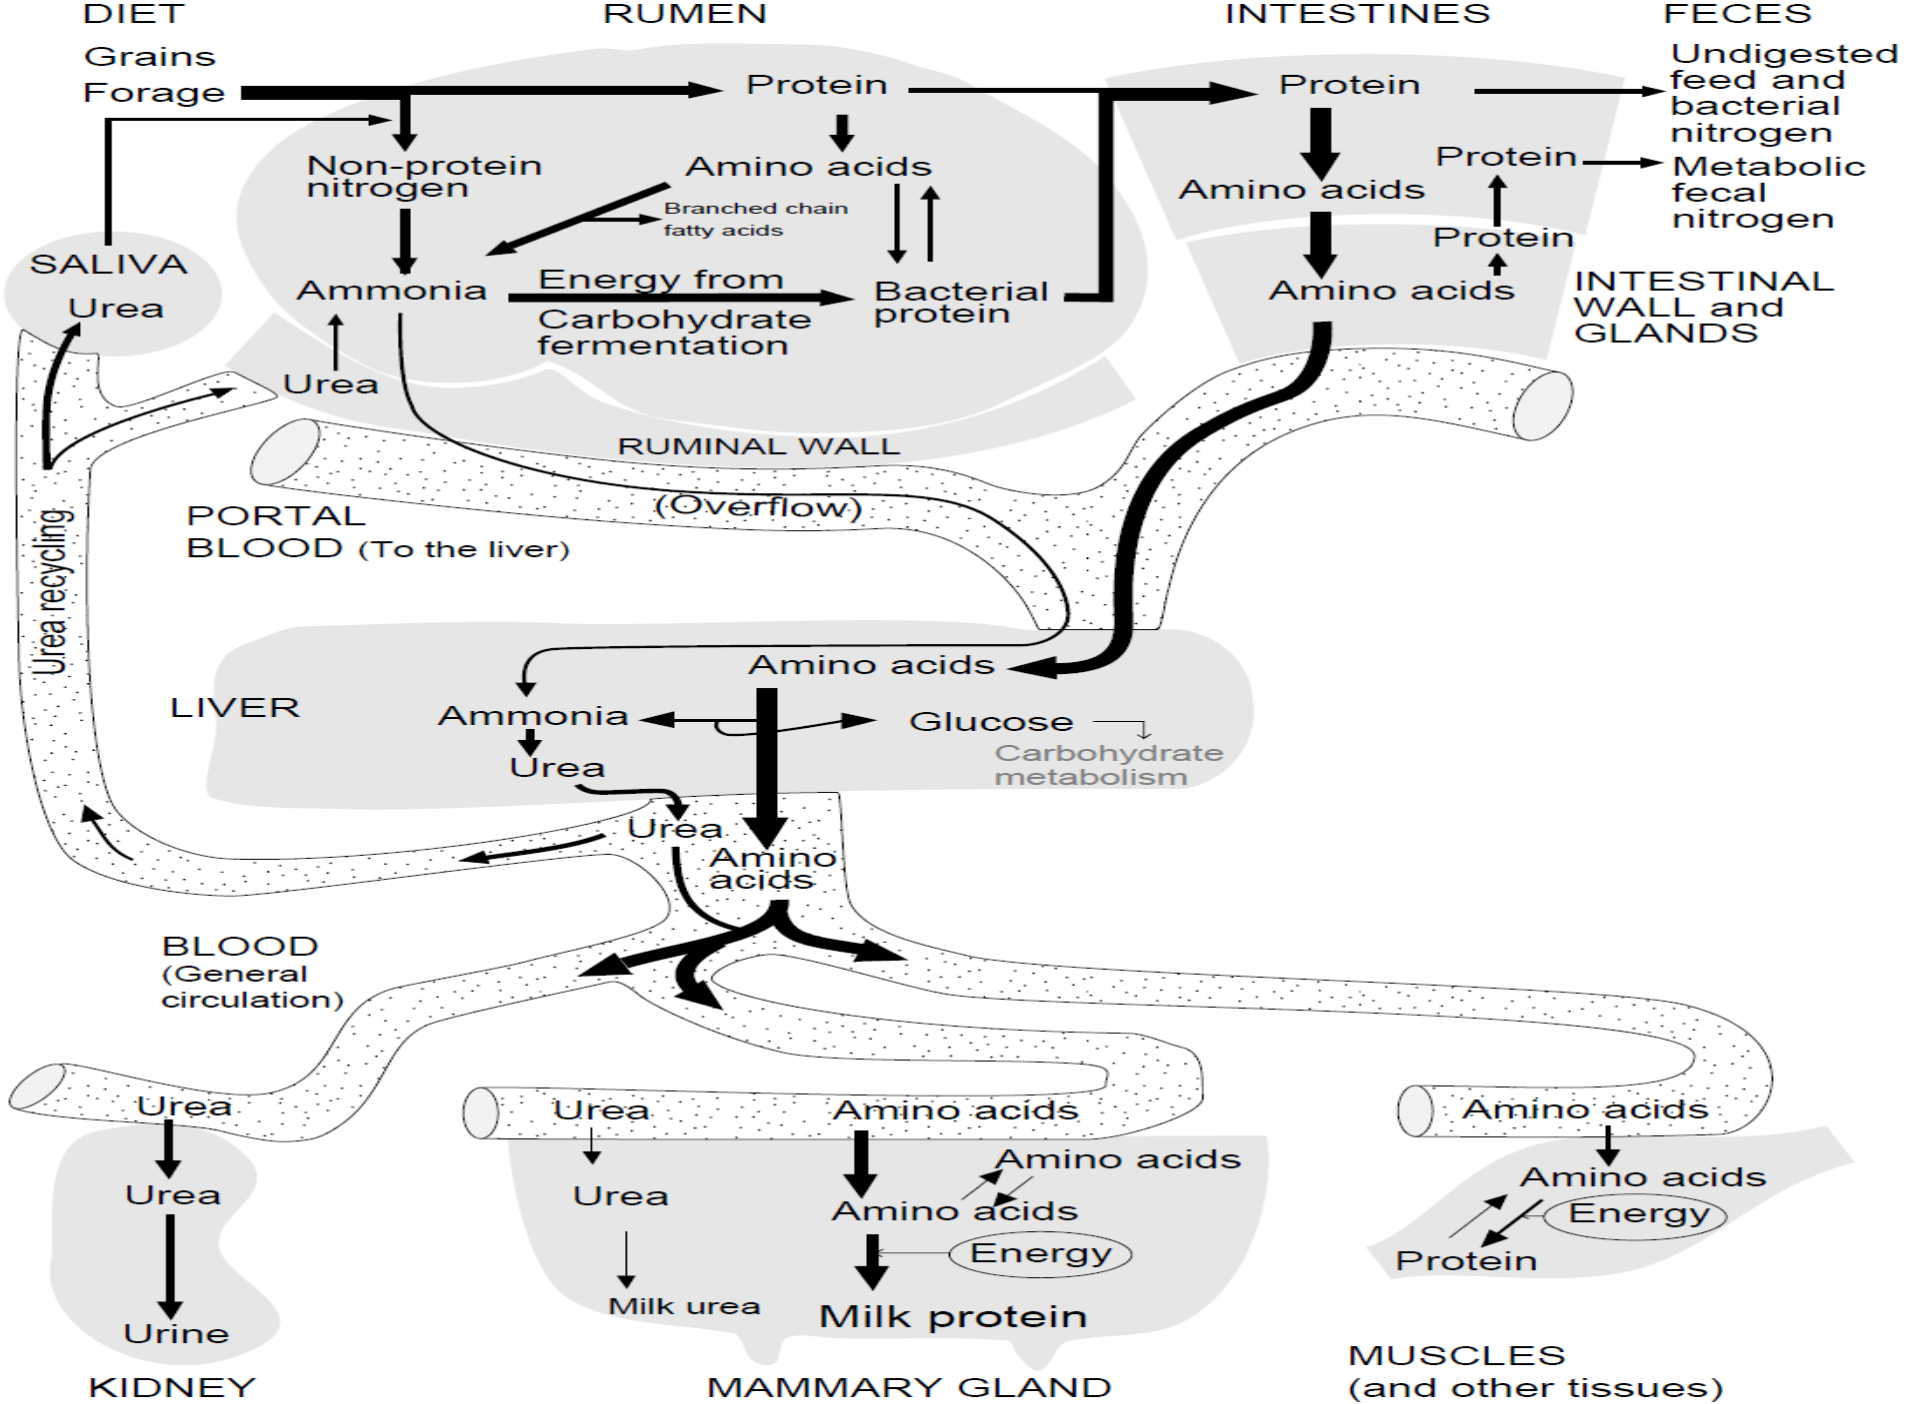 DIET
RUMEN
INTESTINES
FECES
Grains
Forage
Protein
Protein
Undigested
feed and
bacterial
nitrogen
Non-protein
nitrogen
Amino acids
Branched chain
fatty acids
Amino acids
Protein
Metabolic
fecal
nitrogen
Protein
SALIVA
Urea
Ammonia
Energy from
Carbohydrate
fermentation
Bacterial
protein
Amino acids
INTESTINAL
WALL and
GLANDS
Urea
RUMINAL WALL
(Overflow)
PORTAL
BLOOD (To the liver)
Urea recycling
LIVER
Amino acids
Ammonia
Glucose
Carbohydrate
metabolism
Urea
Urea
Amino
acids
BLOOD
(General
circulation)
Urea
Urea
Amino acids
Amino acids
Urea
Urine
KIDNEY
Urea
Milk urea
Amino acids
Amino acids
Energy
Milk protein
MAMMARY GLAND
Amino acids
Energy
Protein
MUSCLES
(and other tissues)